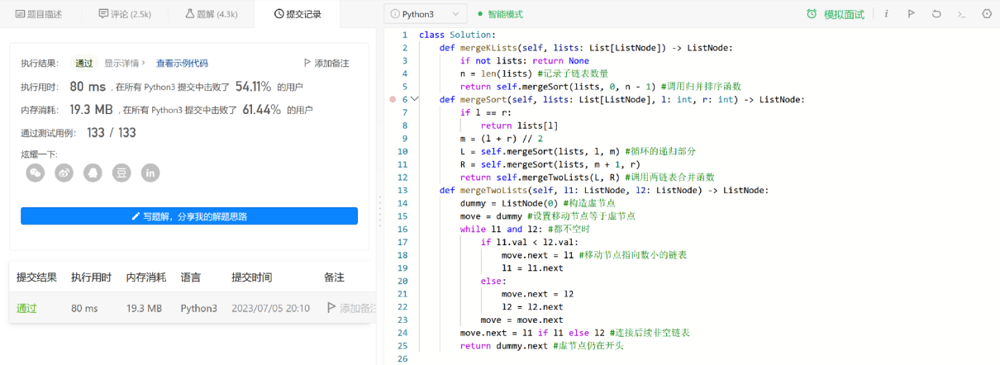 题目描述 评论 (2.5k) 题解 (4.3k) 提交记录
执行结果： 通过 显示详情 › 查看示例代码 添加备注
执行用时： 80 ms , 在所有 Python3 提交中击败了 54.11% 的用户
内存消耗： 19.3 MB , 在所有 Python3 提交中击败了 61.44% 的用户
通过测试用例： 133 / 133
炫耀一下:
写题解，分享我的解题思路
提交结果 执行用时 内存消耗 语言 提交时间 备注
通过 80 ms 19.3 MB Python3 2023/07/05 20:10 添加备注
Python3 智能模式 模拟面试
1 class Solution:
2     def mergeKLists(self, lists: List[ListNode]) -> ListNode:
3         if not lists: return None
4         n = len(lists) #记录子链表数量
5         return self.mergeSort(lists, 0, n - 1) #调用归并排序函数
6     def mergeSort(self, lists: List[ListNode], l: int, r: int) -> ListNode:
7         if l == r:
8             return lists[l]
9         m = (l + r) // 2
10         L = self.mergeSort(lists, l, m) #循环的递归部分
11         R = self.mergeSort(lists, m + 1, r)
12         return self.mergeTwoLists(L, R) #调用两链表合并函数
13     def mergeTwoLists(self, l1: ListNode, l2: ListNode) -> ListNode:
14         dummy = ListNode(0) #构造虚节点
15         move = dummy #设置移动节点等于虚节点
16         while l1 and l2: #都不空时
17             if l1.val < l2.val:
18                 move.next = l1 #移动节点指向数小的链表
19                 l1 = l1.next
20             else:
21                 move.next = l2
22                 l2 = l2.next
23             move = move.next
24         move.next = l1 if l1 else l2 #连接后续非空链表
25         return dummy.next #虚节点仍在开头
26